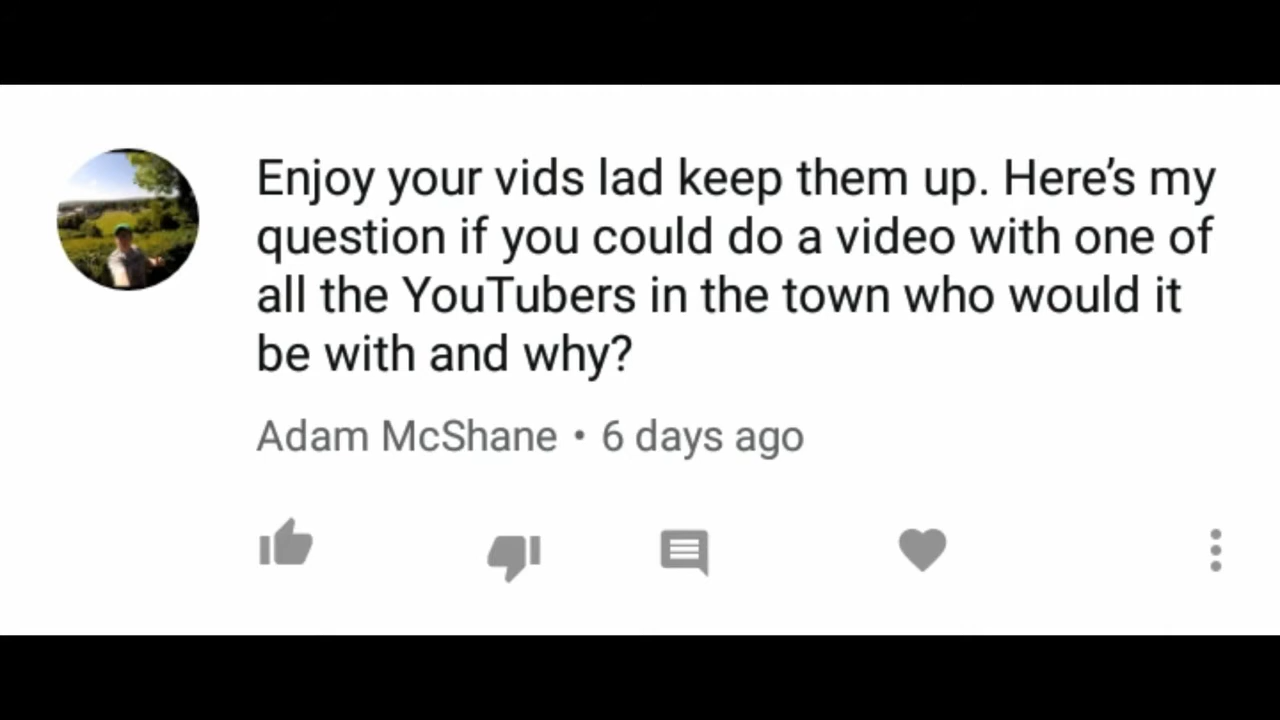 Enjoy your vids lad keep them up. Here’s my
question if you could do a video with one of
all the YouTubers in the town who would it
be with and why?
Adam McShane • 6 days ago